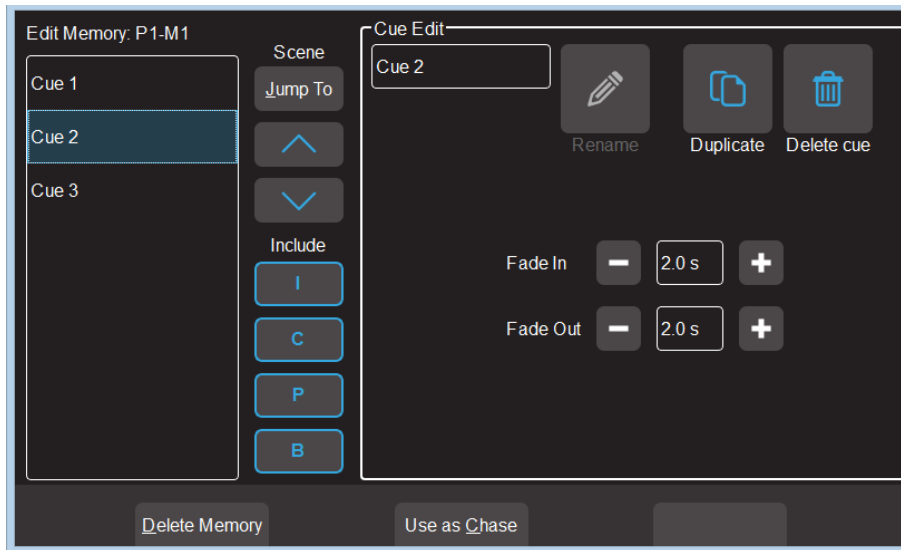 Edit Memory: P1-M1
Cue 1
Cue 2
Cue 3
Scene
Jump To
Include
I
C
P
B
Cue Edit
Cue 2
Rename
Duplicate
Delete cue
Fade In
2.0 s
Fade Out
2.0 s
Delete Memory
Use as Chase